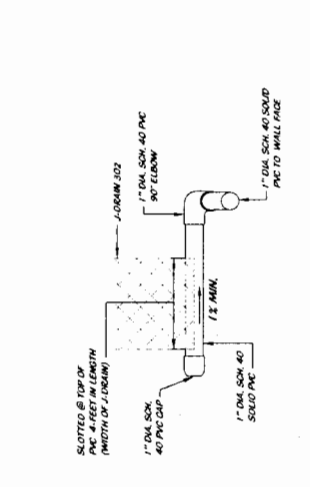 SLOTTED @ TOP OF
PVC 4-FEET IN LENGTH
(WIDTH OF J-DRAIN)
J-DRAIN 302
1" DIA. SCH. 40 PVC
90° ELBOW
1" DIA. SCH.
40 PVC CAP
1% MIN.
1" DIA. SCH. 40
SOLID PVC
1" DIA. SCH. 40 SOLID
PVC TO WALL FACE